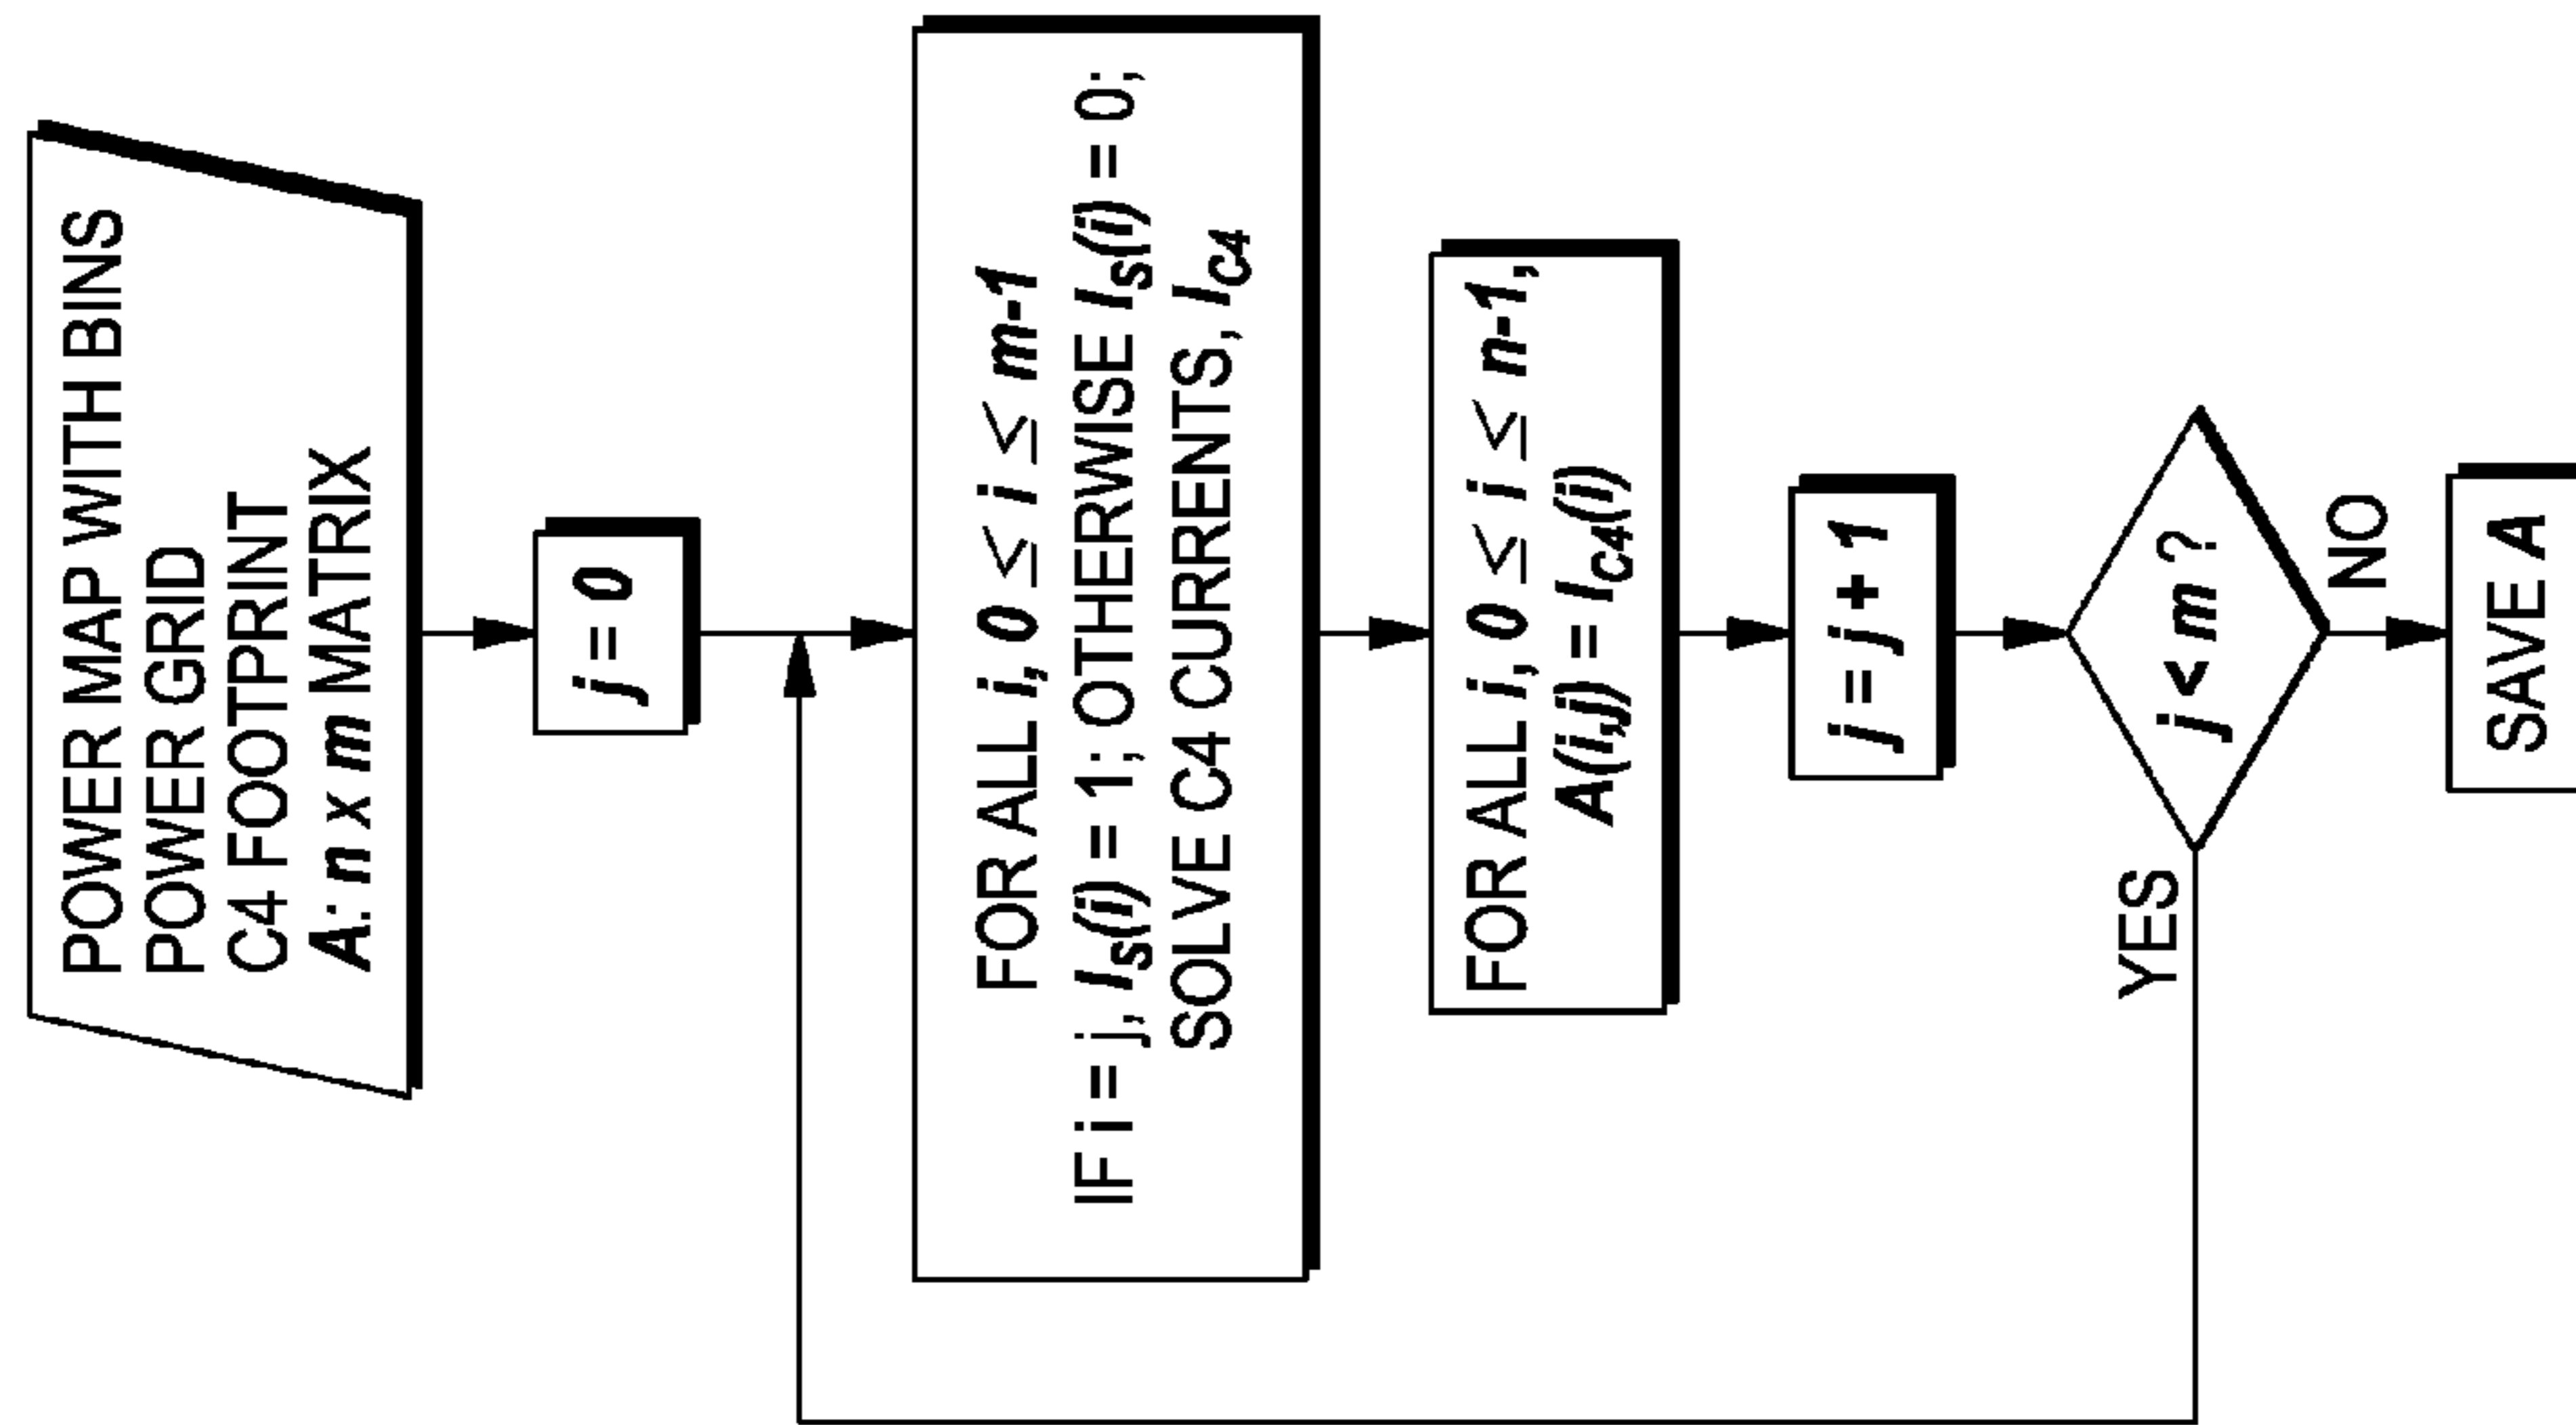 POWER MAP WITH BINS
POWER GRID
C4 FOOTPRINT
A: n x m MATRIX
j = 0
FOR ALL i, 0 ≤ i ≤ m-1
IF i = j, Is(i) = 1; OTHERWISE Is(i) = 0;
SOLVE C4 CURRENTS, IC4
FOR ALL i, 0 ≤ i ≤ n-1,
A(i,j) = IC4(i)
j = j + 1
j < m ?
YES
NO
SAVE A